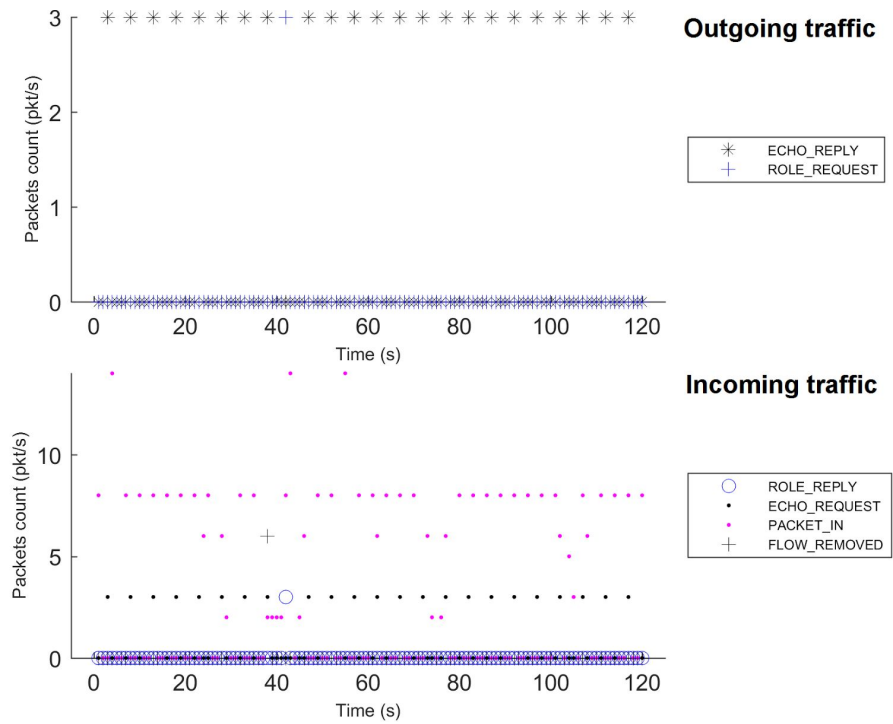 Outgoing traffic
Packets count (pkt/s)
3
2
1
0
0 20 40 60 80 100 120
Time (s)
ECHO_REPLY
ROLE_REQUEST
Incoming traffic
Packets count (pkt/s)
10
5
0
0 20 40 60 80 100 120
Time (s)
ROLE_REPLY
ECHO_REQUEST
PACKET_IN
FLOW_REMOVED